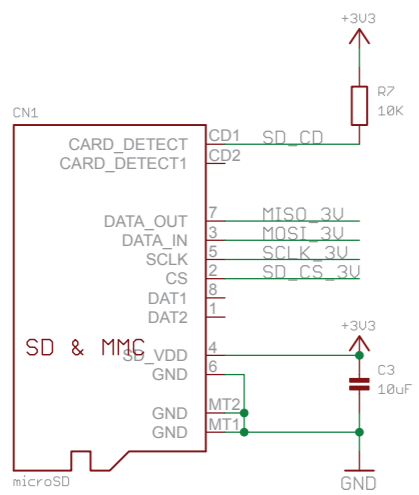 +3V3
R7
10K
CN1
CARD_DETECT CD1 SD_CD
CARD_DETECT1 CD2
DATA_OUT 7 MISO_3V
DATA_IN 3 MOSI_3V
SCLK 5 SCLK_3V
CS 2 SD_CS_3V
DAT1 8
DAT2 1
+3V3
SD & MMC
SD_VDD 4
GND 6
C3
10uF
GND MT2
GND MT1
microSD
GND